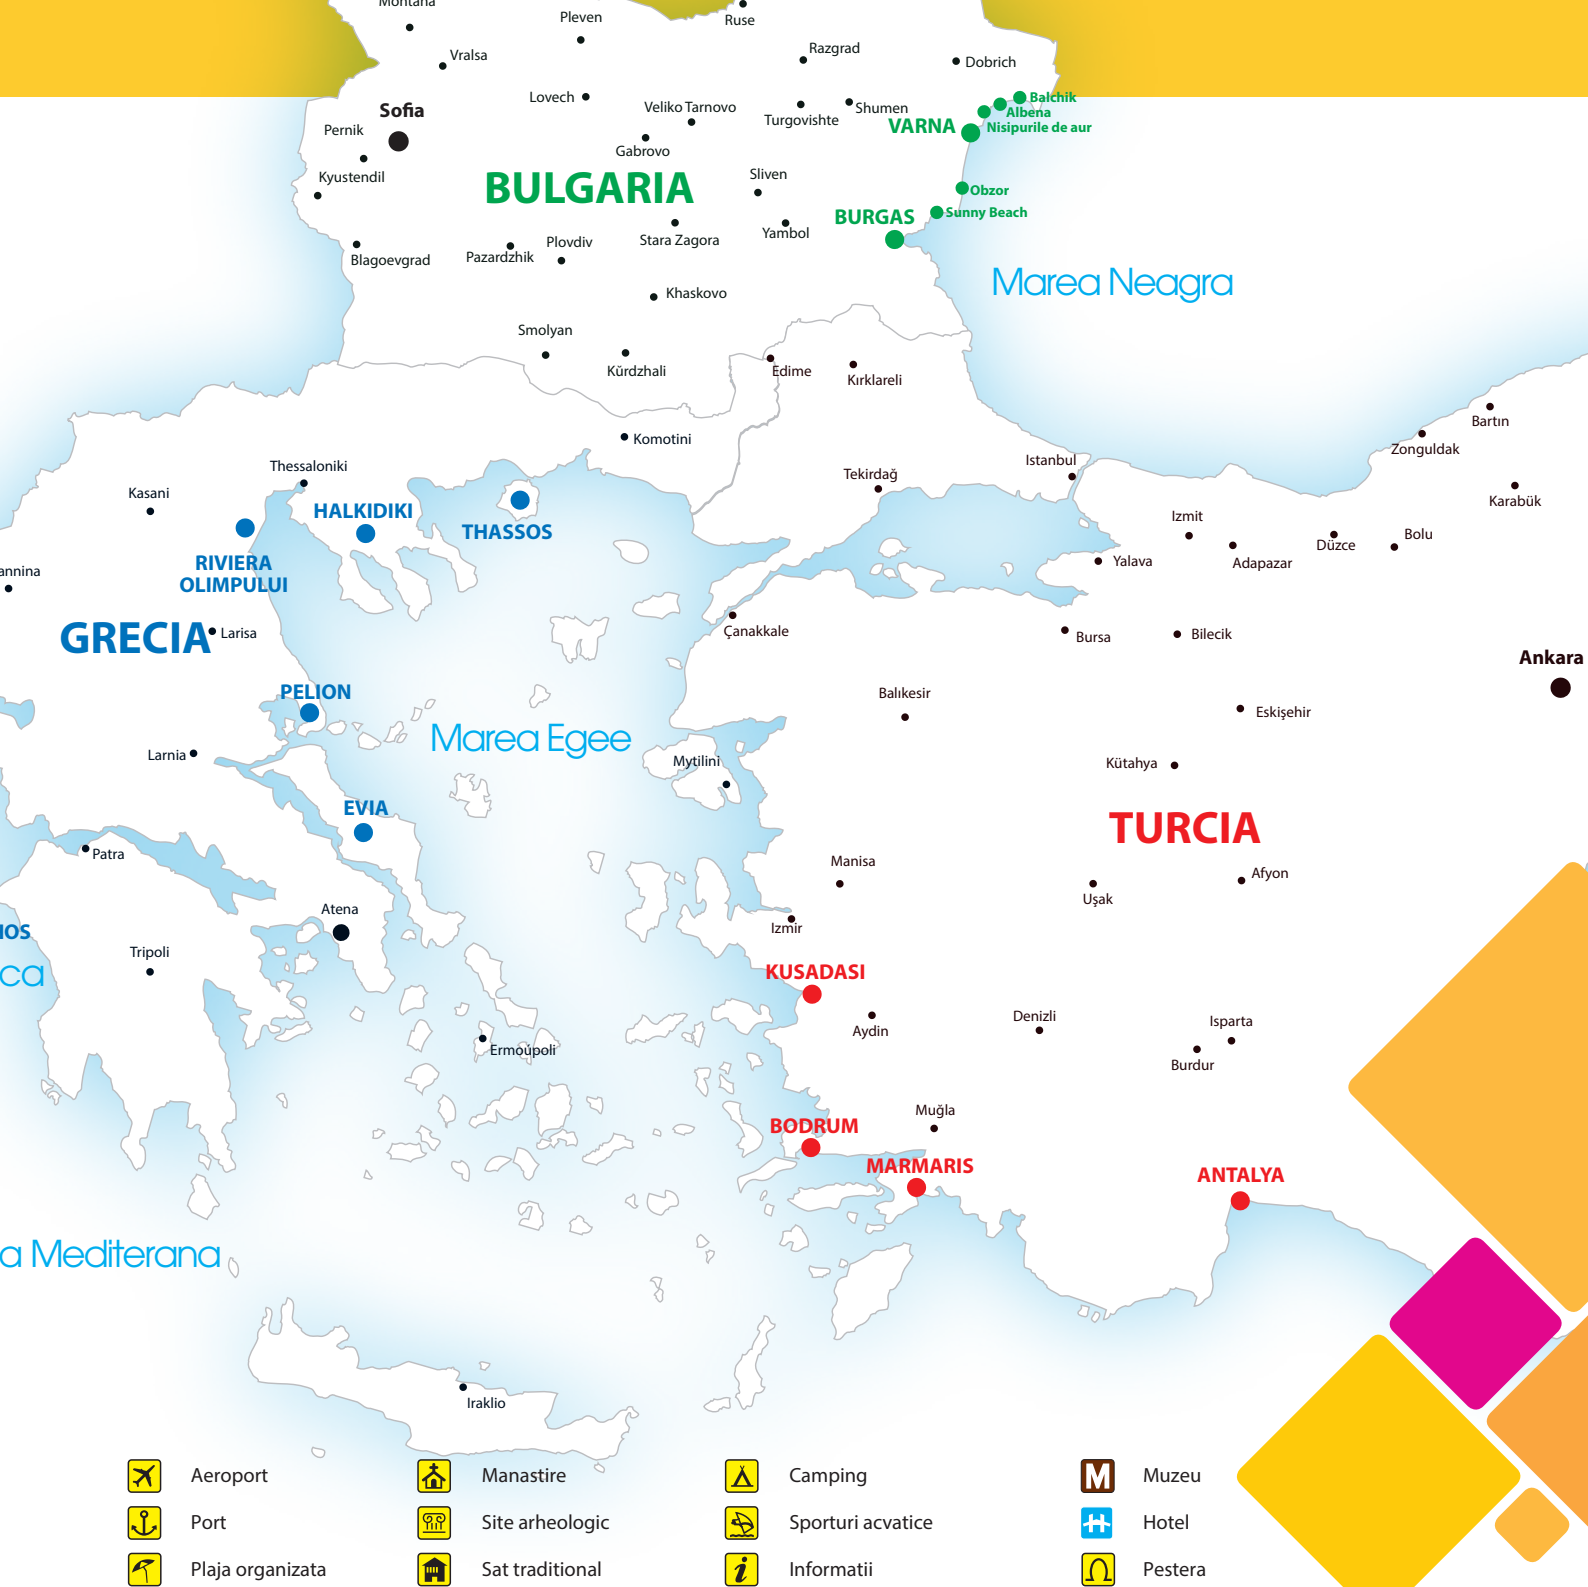 Montana
Pleven
Ruse
Vralsa
Razgrad
Dobrich
Lovech
Sofia
Veliko Tarnovo
Shumen
Turgovishte
Balchik
Albena
VARNA
Nisipurile de aur
Pernik
Gabrovo
Kyustendil
BULGARIA
Sliven
Obzor
Sunny Beach
BURGAS
Yambol
Stara Zagora
Plovdiv
Pazardzhik
Blagoevgrad
Marea Neagra
Khaskovo
Smolyan
Kŭrdzhali
Edime
Kırklareli
Bartın
Zonguldak
Komotini
Thessaloniki
Istanbul
Tekirdağ
Kasani
Karabük
HALKIDIKI
THASSOS
Izmit
Bolu
Düzce
RIVIERA
OLIMPULUI
Yalava
Adapazar
annina
GRECIA
Larisa
Çanakkale
Bursa
Bilecik
Ankara
PELION
Balıkesir
Eskişehir
Marea Egee
Larnia
Mytilini
Kütahya
EVIA
TURCIA
Patra
Manisa
Uşak
Afyon
Atena
IOS
Izmir
Tripoli
ca
KUSADASI
Aydin
Denizli
Isparta
Burdur
Ermoúpoli
Muğla
BODRUM
MARMARIS
ANTALYA
a Mediterana
Iraklio
Aeroport
Manastire
Camping
M
Muzeu
Port
Site arheologic
Sporturi acvatice
H
Hotel
Plaja organizata
Sat traditional
i
Informatii
Pestera